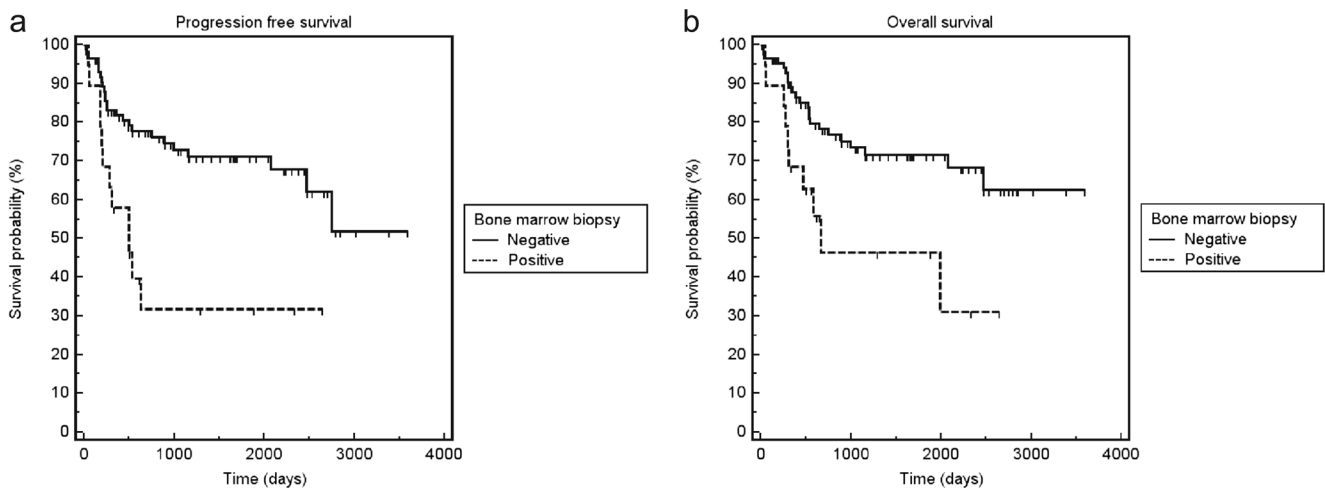 a
Progression free survival
100
90
80
70
60
50
40
30
20
10
0
Survival probability (%)
0 1000 2000 3000 4000
Time (days)
Bone marrow biopsy
Negative
Positive
b
Overall survival
100
90
80
70
60
50
40
30
20
10
0
Survival probability (%)
0 1000 2000 3000 4000
Time (days)
Bone marrow biopsy
Negative
Positive